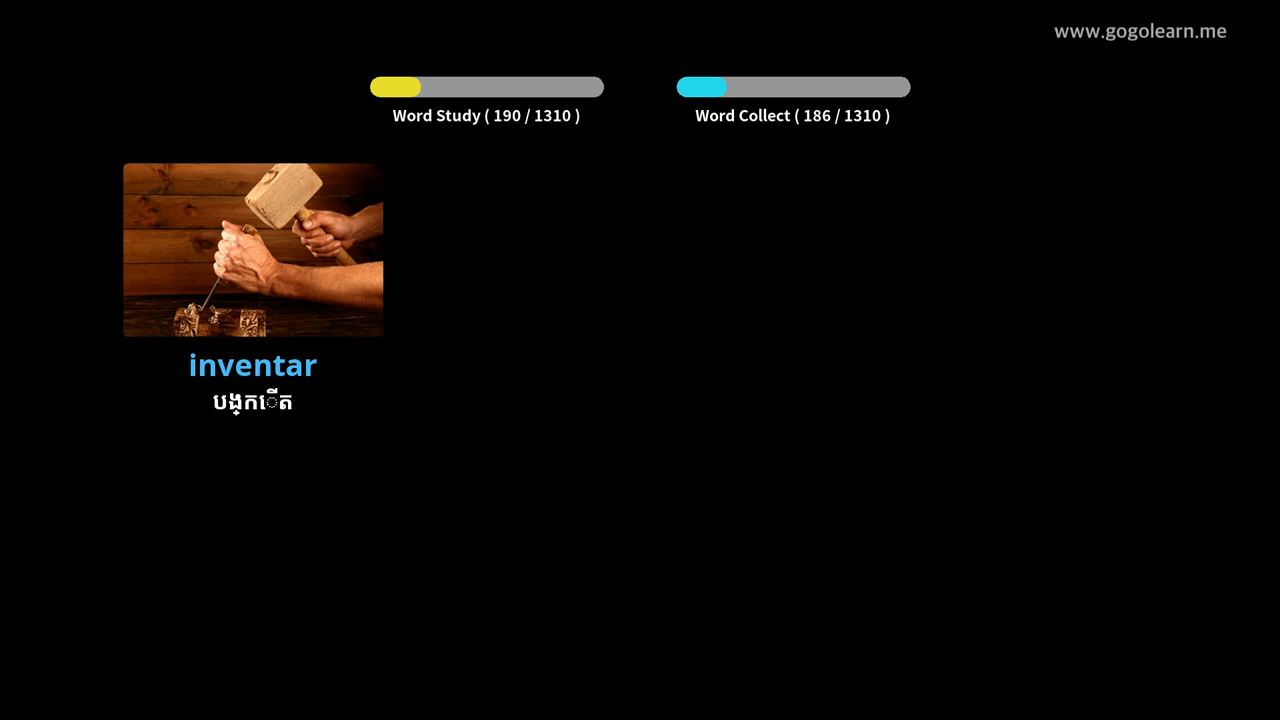 www.gogolearn.me
Word Study ( 190 / 1310 )
Word Collect ( 186 / 1310 )
inventar
បង្កើត